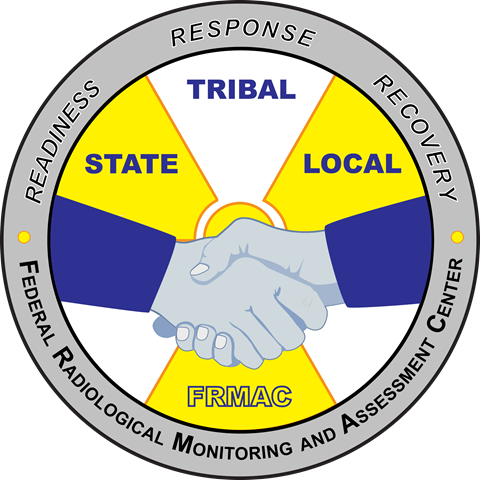 READINESS RESPONSE RECOVERY
TRIBAL
STATE
LOCAL
FRMAC
FEDERAL RADIOLOGICAL MONITORING AND ASSESSMENT CENTER